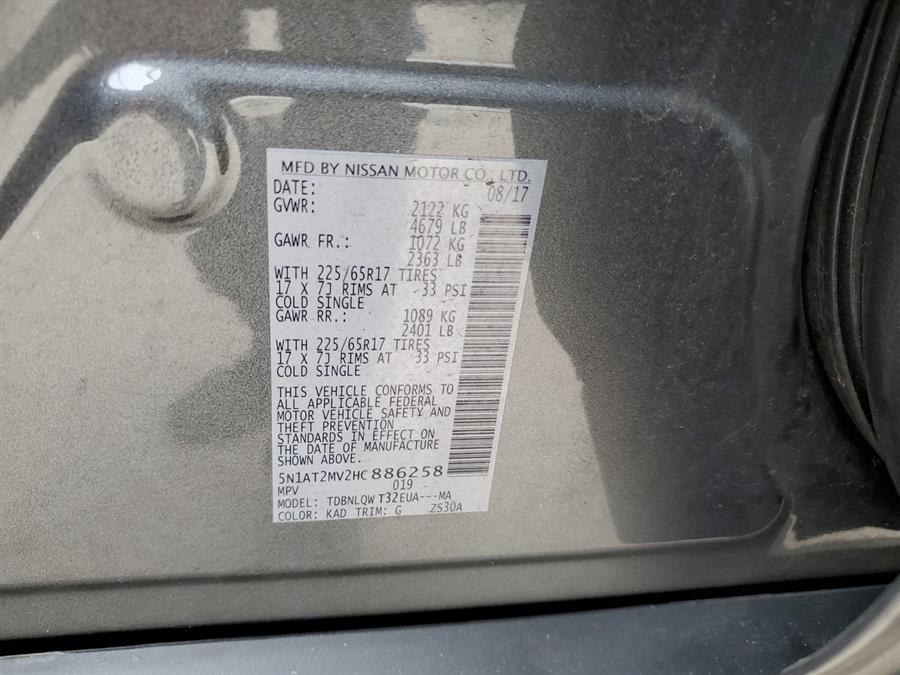 MFD BY NISSAN MOTOR CO., LTD.
DATE: 08/17
GVWR: 2122 KG
4679 LB
GAWR FR.: 1072 KG
2363 LB
WITH 225/65R17 TIRES
17 X 7J RIMS AT 33 PSI
COLD SINGLE
GAWR RR.: 1089 KG
2401 LB
WITH 225/65R17 TIRES
17 X 7J RIMS AT 33 PSI
COLD SINGLE
THIS VEHICLE CONFORMS TO
ALL APPLICABLE FEDERAL
MOTOR VEHICLE SAFETY AND
THEFT PREVENTION
STANDARDS IN EFFECT ON
THE DATE OF MANUFACTURE
SHOWN ABOVE.
5N1AT2MV2HC886258
MPV 019
MODEL: TDBNLQW T32EUA---MA
COLOR: KAD TRIM: G ZS30A